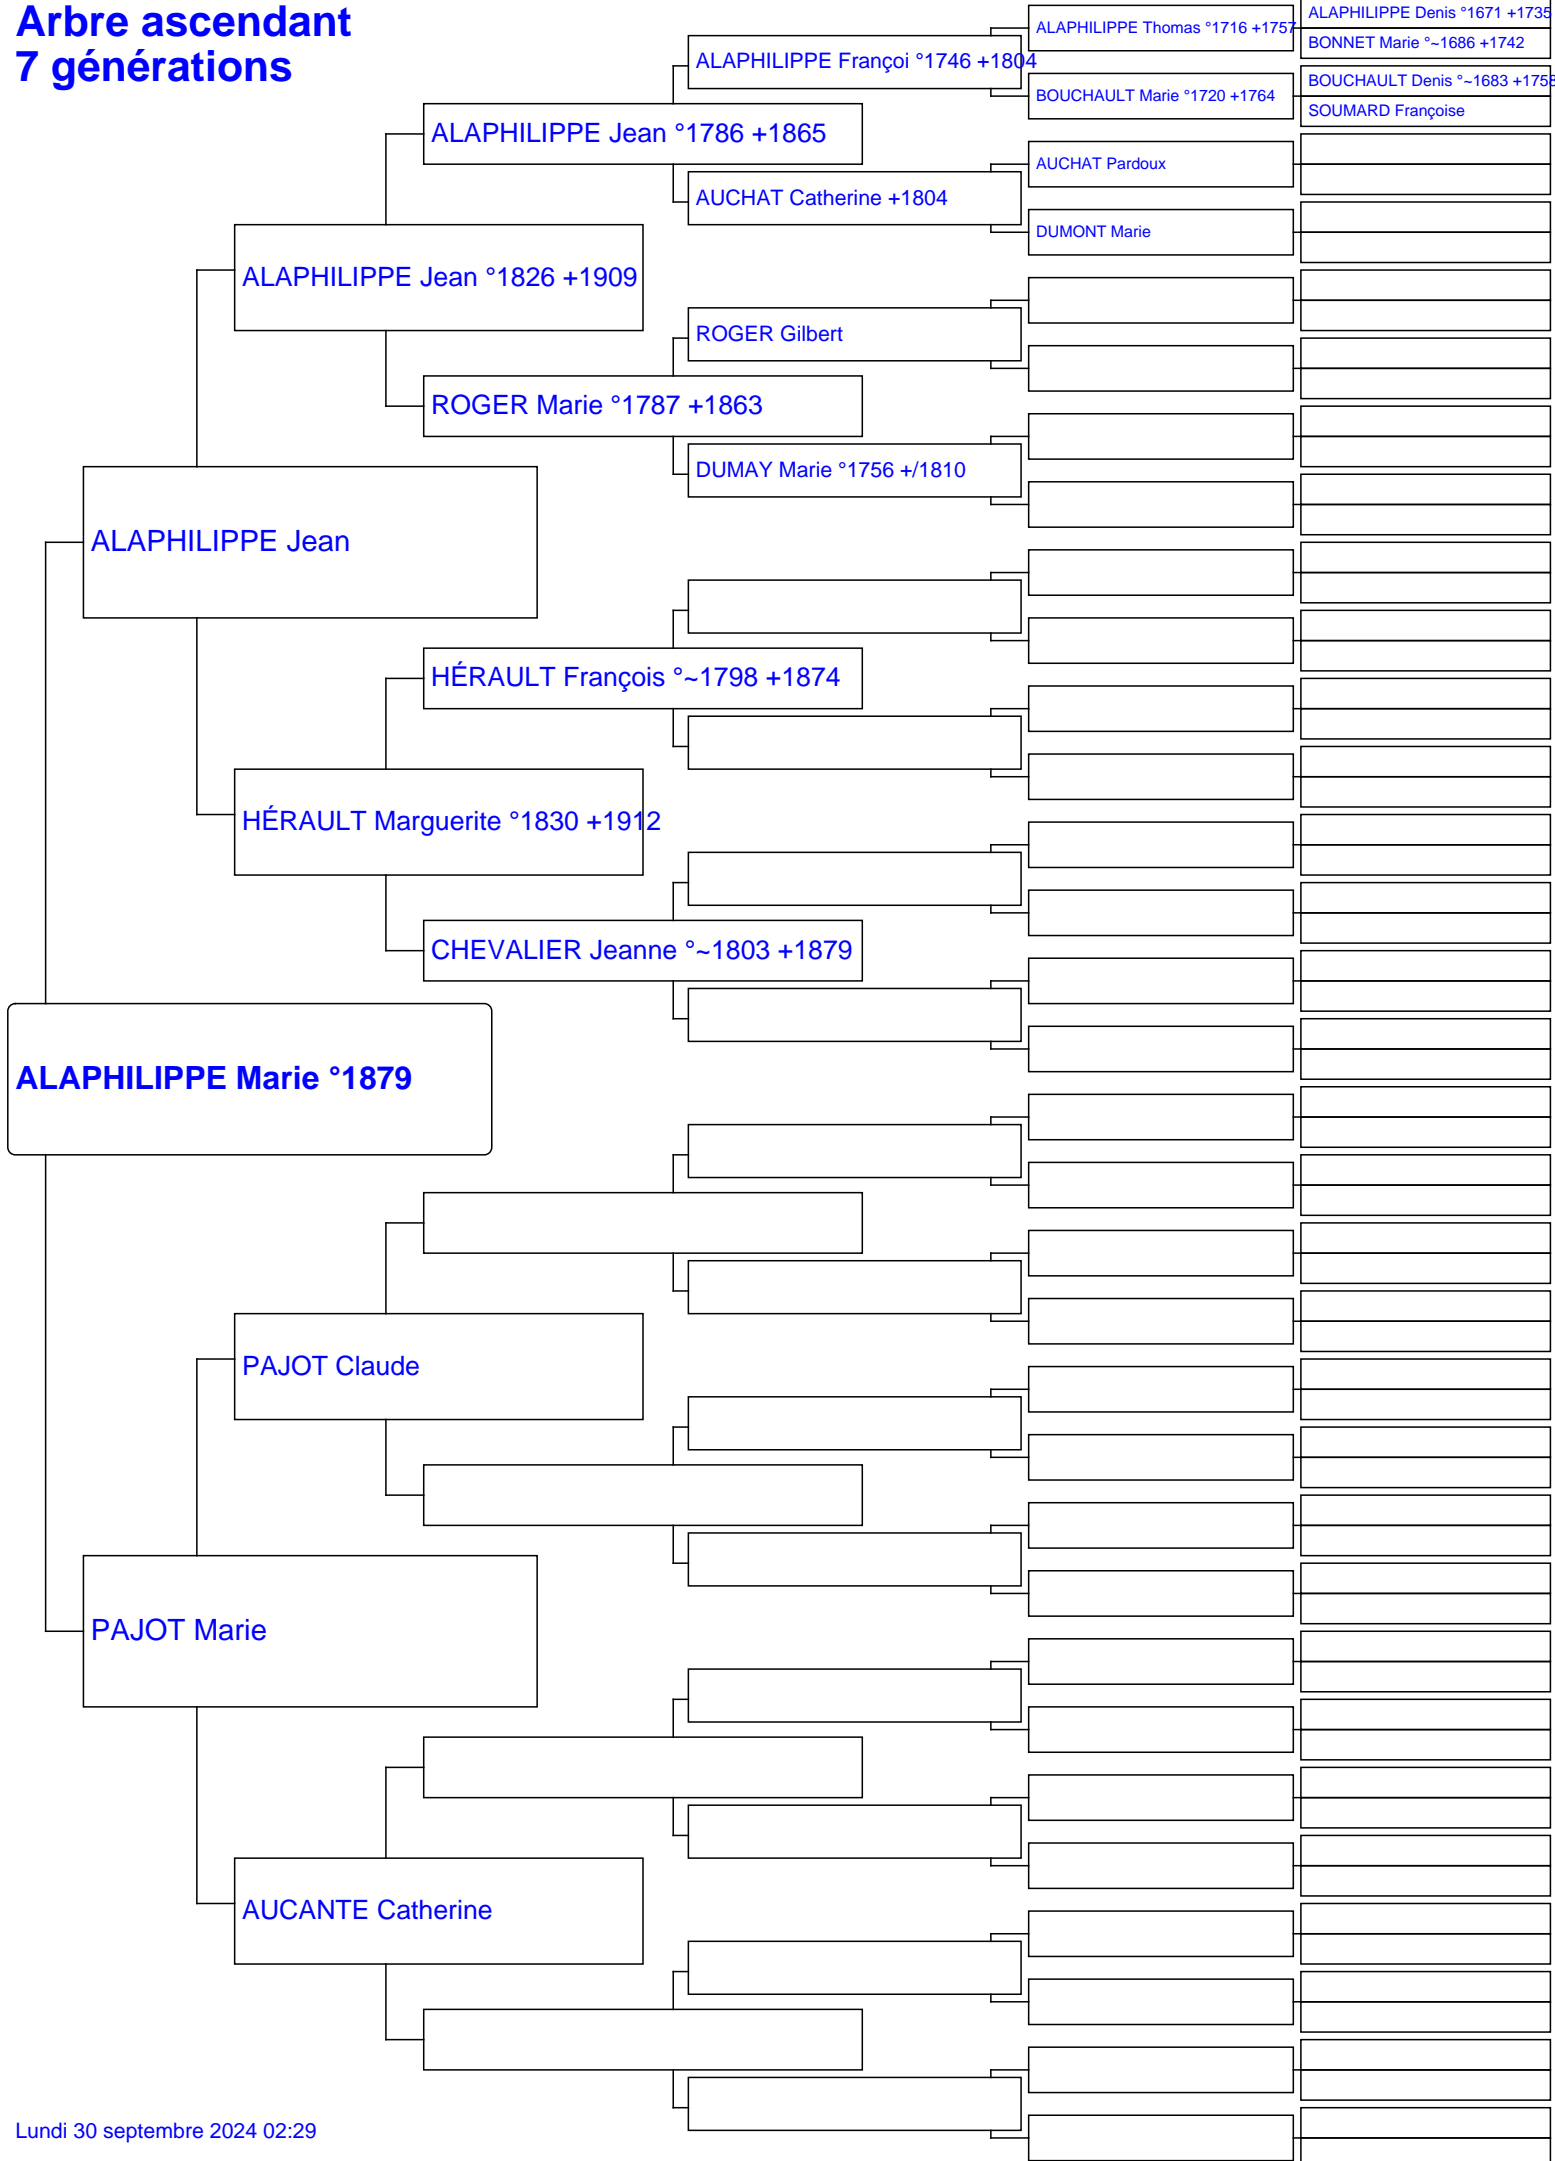 Arbre ascendant
7 générations
ALAPHILIPPE Thomas °1716 +1757
ALAPHILIPPE Denis °1671 +1735
BONNET Marie °~1686 +1742
ALAPHILIPPE Françoi °1746 +1804
BOUCHAULT Marie °1720 +1764
BOUCHAULT Denis °~1683 +1758
SOUMARD Françoise
ALAPHILIPPE Jean °1786 +1865
AUCHAT Pardoux
AUCHAT Catherine +1804
DUMONT Marie
ALAPHILIPPE Jean °1826 +1909
ROGER Gilbert
ROGER Marie °1787 +1863
DUMAY Marie °1756 +/1810
ALAPHILIPPE Jean
HÉRAULT François °~1798 +1874
HÉRAULT Marguerite °1830 +1912
CHEVALIER Jeanne °~1803 +1879
ALAPHILIPPE Marie °1879
PAJOT Claude
PAJOT Marie
AUCANTE Catherine
Lundi 30 septembre 2024 02:29